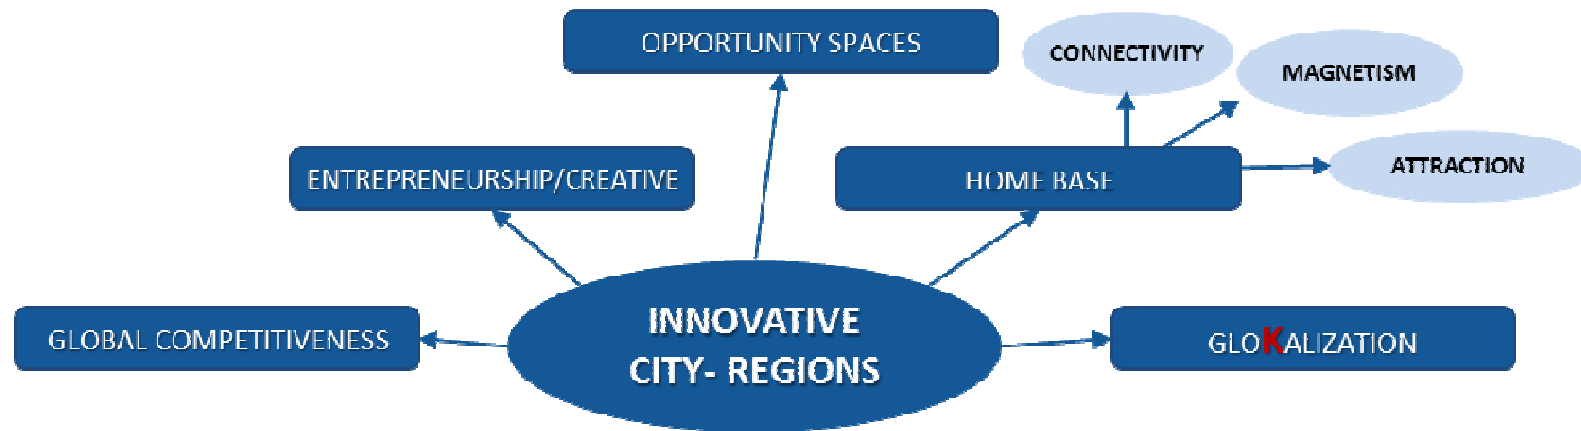 OPPORTUNITY SPACES
CONNECTIVITY
MAGNETISM
ENTREPRENEURSHIP/CREATIVE
HOME BASE
ATTRACTION
INNOVATIVE
CITY- REGIONS
GLOBAL COMPETITIVENESS
GLOKALIZATION